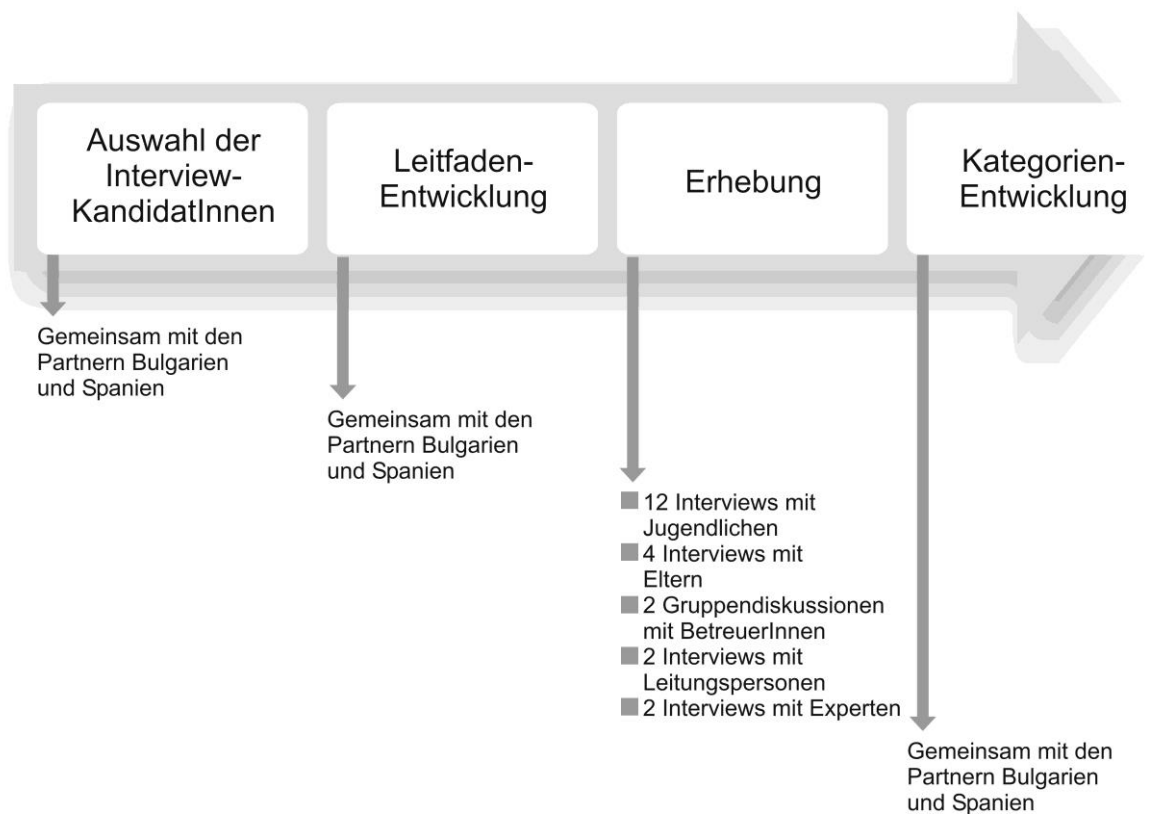 Auswahl der
Interview-
KandidatInnen
Leitfaden-
Entwicklung
Erhebung
Kategorien-
Entwicklung
Gemeinsam mit den
Partnern Bulgarien
und Spanien
Gemeinsam mit den
Partnern Bulgarien
und Spanien
12 Interviews mit
Jugendlichen
4 Interviews mit
Eltern
2 Gruppendiskussionen
mit BetreuerInnen
2 Interviews mit
Leitungspersonen
2 Interviews mit Experten
Gemeinsam mit den
Partnern Bulgarien
und Spanien